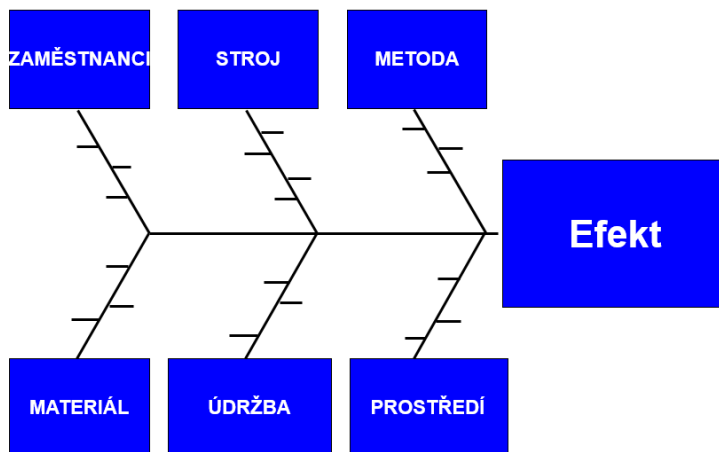 ZAMĚSTNANCI
STROJ
METODA
Efekt
MATERIÁL
ÚDRŽBA
PROSTŘEDÍ